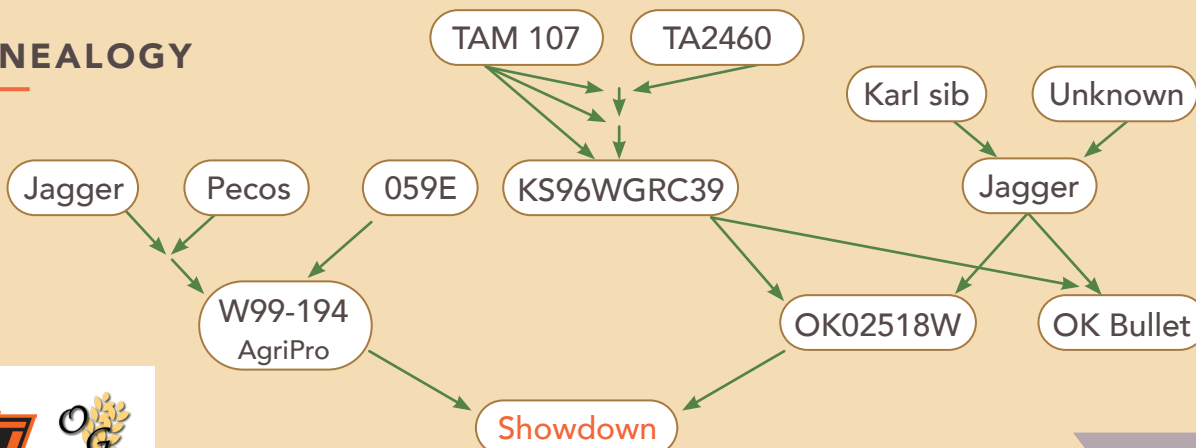 NEALOGY
TAM 107
TA2460
Karl sib
Unknown
Jagger
Pecos
059E
KS96WGRC39
Jagger
W99-194
AgriPro
OK02518W
OK Bullet
Showdown
OG